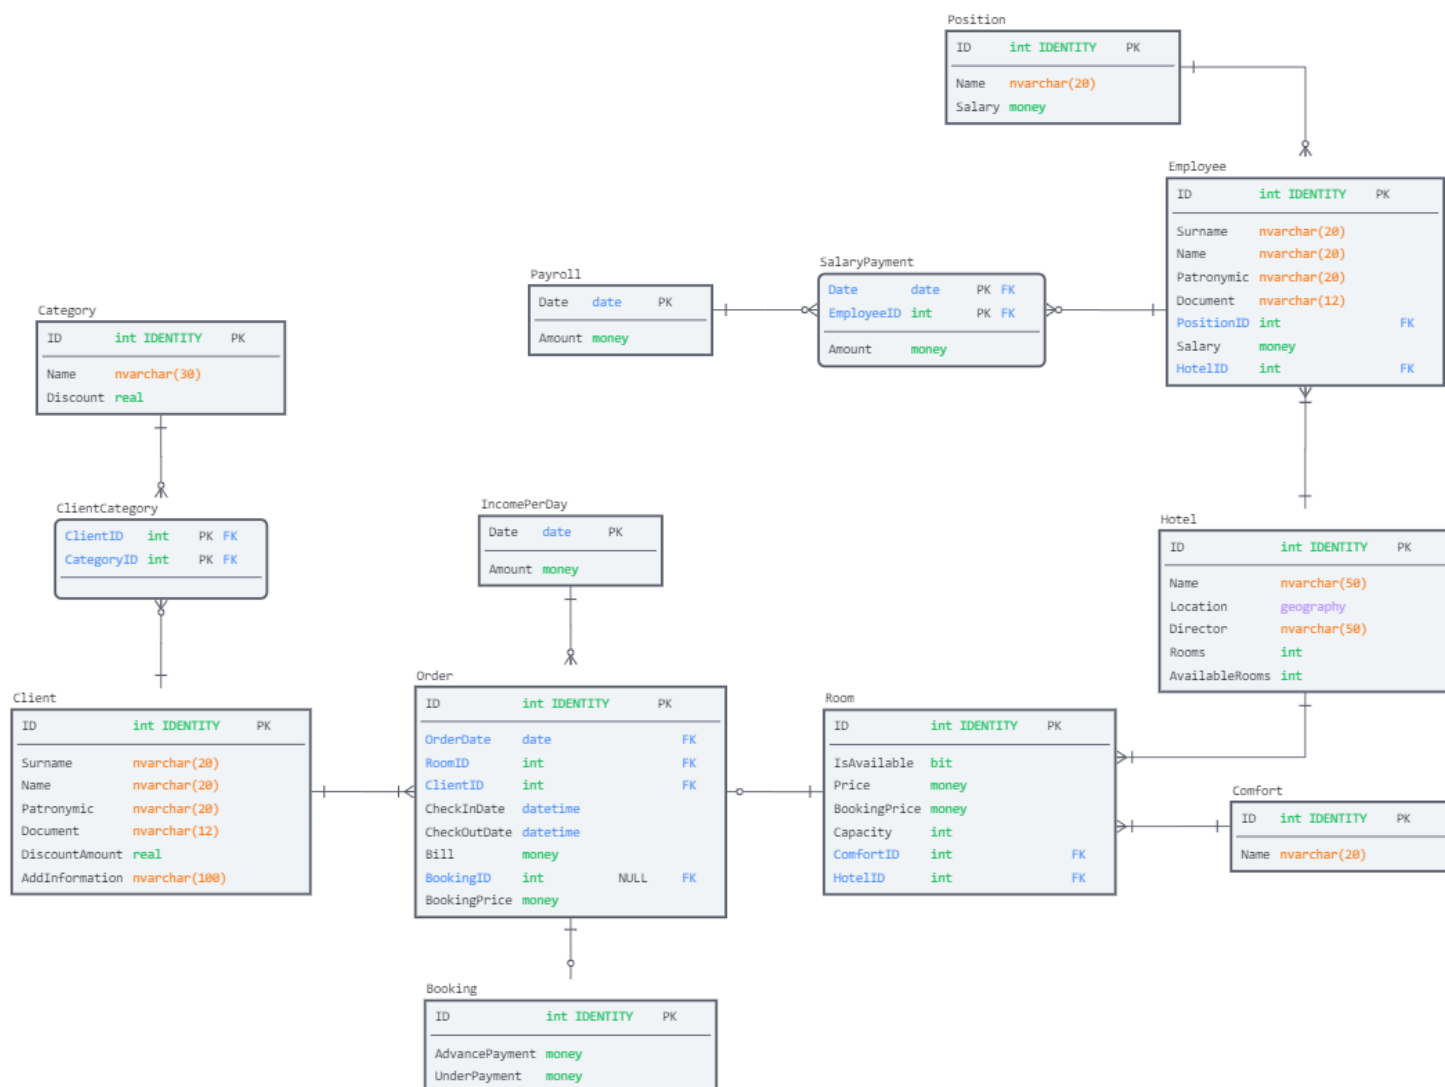 Position
ID int IDENTITY PK
Name nvarchar(20)
Salary money
Employee
ID int IDENTITY PK
Surname nvarchar(20)
Name nvarchar(20)
Patronymic nvarchar(20)
Document nvarchar(12)
PositionID int FK
Salary money
HotelID int FK
SalaryPayment
Date date PK FK
EmployeeID int PK FK
Amount money
Payroll
Date date PK
Amount money
Category
ID int IDENTITY PK
Name nvarchar(30)
Discount real
ClientCategory
ClientID int PK FK
CategoryID int PK FK
IncomePerDay
Date date PK
Amount money
Hotel
ID int IDENTITY PK
Name nvarchar(50)
Location geography
Director nvarchar(50)
Rooms int
AvailableRooms int
Client
ID int IDENTITY PK
Surname nvarchar(20)
Name nvarchar(20)
Patronymic nvarchar(20)
Document nvarchar(12)
DiscountAmount real
AddInformation nvarchar(100)
Order
ID int IDENTITY PK
OrderDate date FK
RoomID int FK
ClientID int FK
CheckInDate datetime
CheckOutDate datetime
Bill money
BookingID int NULL FK
BookingPrice money
Room
ID int IDENTITY PK
IsAvailable bit
Price money
BookingPrice money
Capacity int
ComfortID int FK
HotelID int FK
Comfort
ID int IDENTITY PK
Name nvarchar(20)
Booking
ID int IDENTITY PK
AdvancePayment money
UnderPayment money